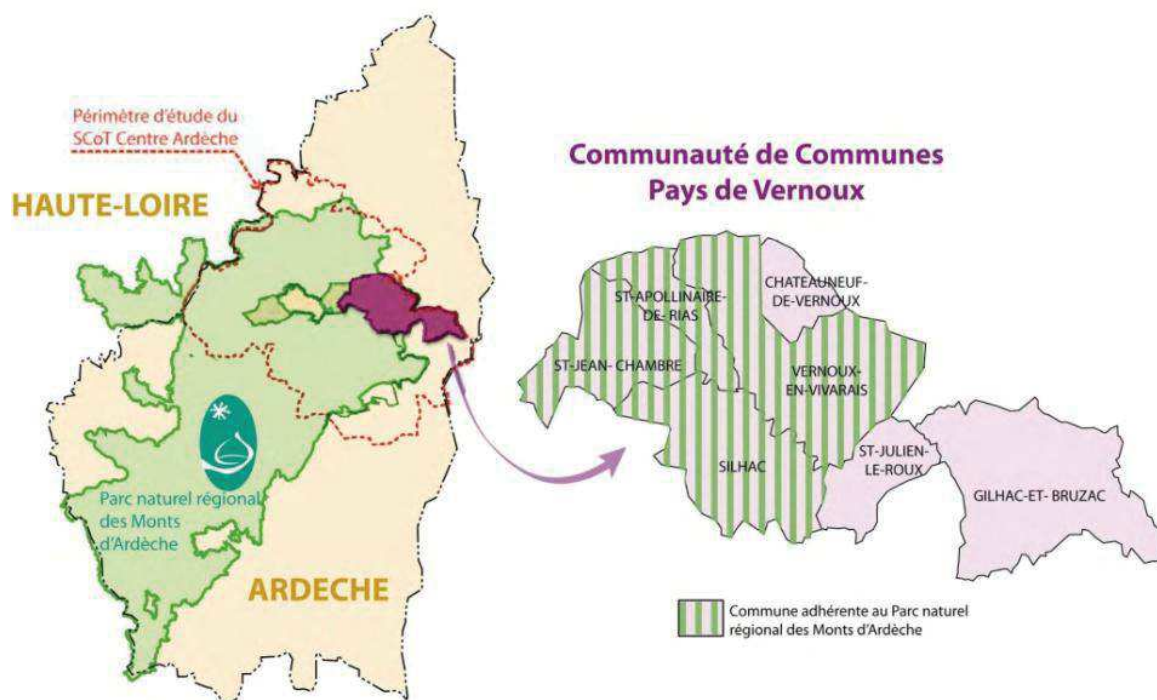 Périmètre d'étude du
SCoT Centre Ardèche
HAUTE-LOIRE
Parc naturel régional
des Monts
d'Ardèche
ARDECHE
Communauté de Communes
Pays de Vernoux
CHATEAUNEUF-
DE-VERNOUX
ST-APOLLINAIRE-
DE- RIAS
ST-JEAN- CHAMBRE
VERNOUX-
EN-VIVARAIS
SILHAC
ST-JULIEN-
LE-ROUX
GILHAC-ET- BRUZAC
Commune adhérente au Parc naturel
régional des Monts d'Ardèche